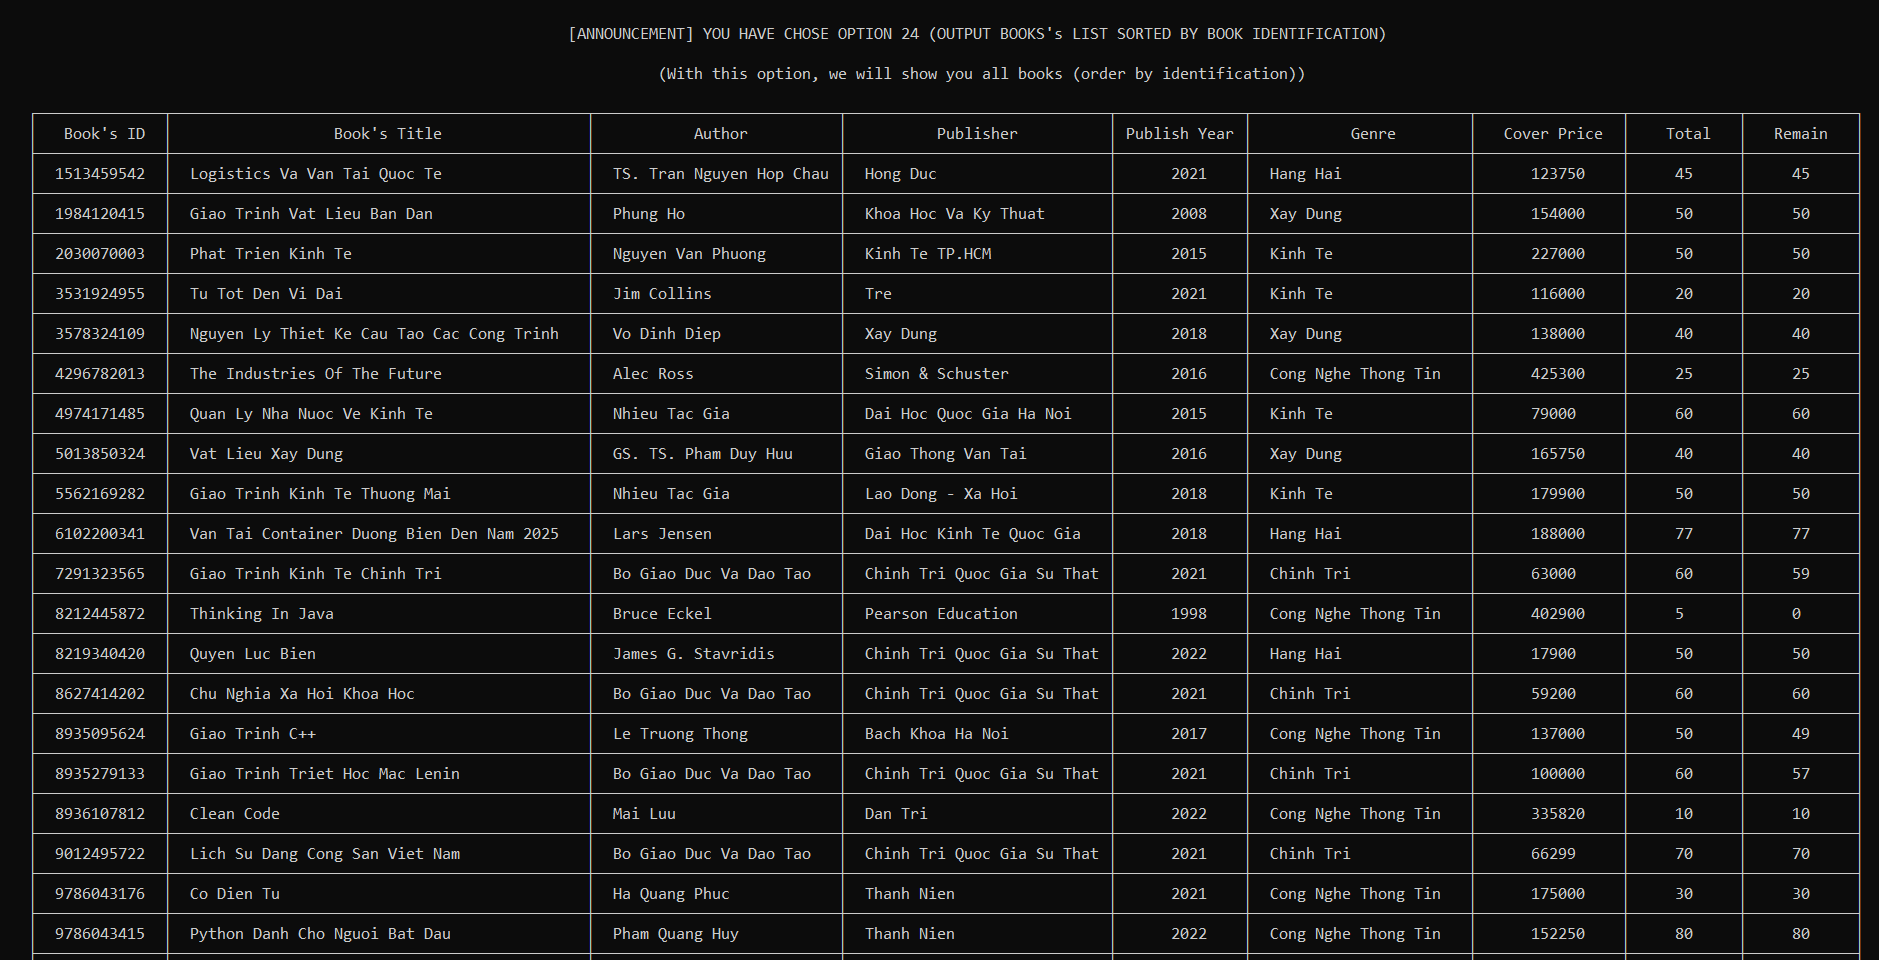 [ANNOUNCEMENT] YOU HAVE CHOSE OPTION 24 (OUTPUT BOOKS's LIST SORTED BY BOOK IDENTIFICATION)
(With this option, we will show you all books (order by identification))
Book's ID Book's Title Author Publisher Publish Year Genre Cover Price Total Remain
1513459542 Logistics Va Van Tai Quoc Te TS. Tran Nguyen Hop Chau Hong Duc 2021 Hang Hai 123750 45 45
1984120415 Giao Trinh Vat Lieu Ban Dan Phung Ho Khoa Hoc Va Ky Thuat 2008 Xay Dung 154000 50 50
2030070003 Phat Trien Kinh Te Nguyen Van Phuong Kinh Te TP.HCM 2015 Kinh Te 227000 50 50
3531924955 Tu Tot Den Vi Dai Jim Collins Tre 2021 Kinh Te 116000 20 20
3578324109 Nguyen Ly Thiet Ke Cau Tao Cac Cong Trinh Vo Dinh Diep Xay Dung 2018 Xay Dung 138000 40 40
4296782013 The Industries Of The Future Alec Ross Simon & Schuster 2016 Cong Nghe Thong Tin 425300 25 25
4974171485 Quan Ly Nha Nuoc Ve Kinh Te Nhieu Tac Gia Dai Hoc Quoc Gia Ha Noi 2015 Kinh Te 79000 60 60
5013850324 Vat Lieu Xay Dung GS. TS. Pham Duy Huu Giao Thong Van Tai 2016 Xay Dung 165750 40 40
5562169282 Giao Trinh Kinh Te Thuong Mai Nhieu Tac Gia Lao Dong - Xa Hoi 2018 Kinh Te 179900 50 50
6102200341 Van Tai Container Duong Bien Den Nam 2025 Lars Jensen Dai Hoc Kinh Te Quoc Gia 2018 Hang Hai 188000 77 77
7291323565 Giao Trinh Kinh Te Chinh Tri Bo Giao Duc Va Dao Tao Chinh Tri Quoc Gia Su That 2021 Chinh Tri 63000 60 59
8212445872 Thinking In Java Bruce Eckel Pearson Education 1998 Cong Nghe Thong Tin 402900 5 0
8219340420 Quyen Luc Bien James G. Stavridis Chinh Tri Quoc Gia Su That 2022 Hang Hai 17900 50 50
8627414202 Chu Nghia Xa Hoi Khoa Hoc Bo Giao Duc Va Dao Tao Chinh Tri Quoc Gia Su That 2021 Chinh Tri 59200 60 60
8935095624 Giao Trinh C++ Le Truong Thong Bach Khoa Ha Noi 2017 Cong Nghe Thong Tin 137000 50 49
8935279133 Giao Trinh Triet Hoc Mac Lenin Bo Giao Duc Va Dao Tao Chinh Tri Quoc Gia Su That 2021 Chinh Tri 100000 60 57
8936107812 Clean Code Mai Luu Dan Tri 2022 Cong Nghe Thong Tin 335820 10 10
9012495722 Lich Su Dang Cong San Viet Nam Bo Giao Duc Va Dao Tao Chinh Tri Quoc Gia Su That 2021 Chinh Tri 66299 70 70
9786043176 Co Dien Tu Ha Quang Phuc Thanh Nien 2021 Cong Nghe Thong Tin 175000 30 30
9786043415 Python Danh Cho Nguoi Bat Dau Pham Quang Huy Thanh Nien 2022 Cong Nghe Thong Tin 152250 80 80